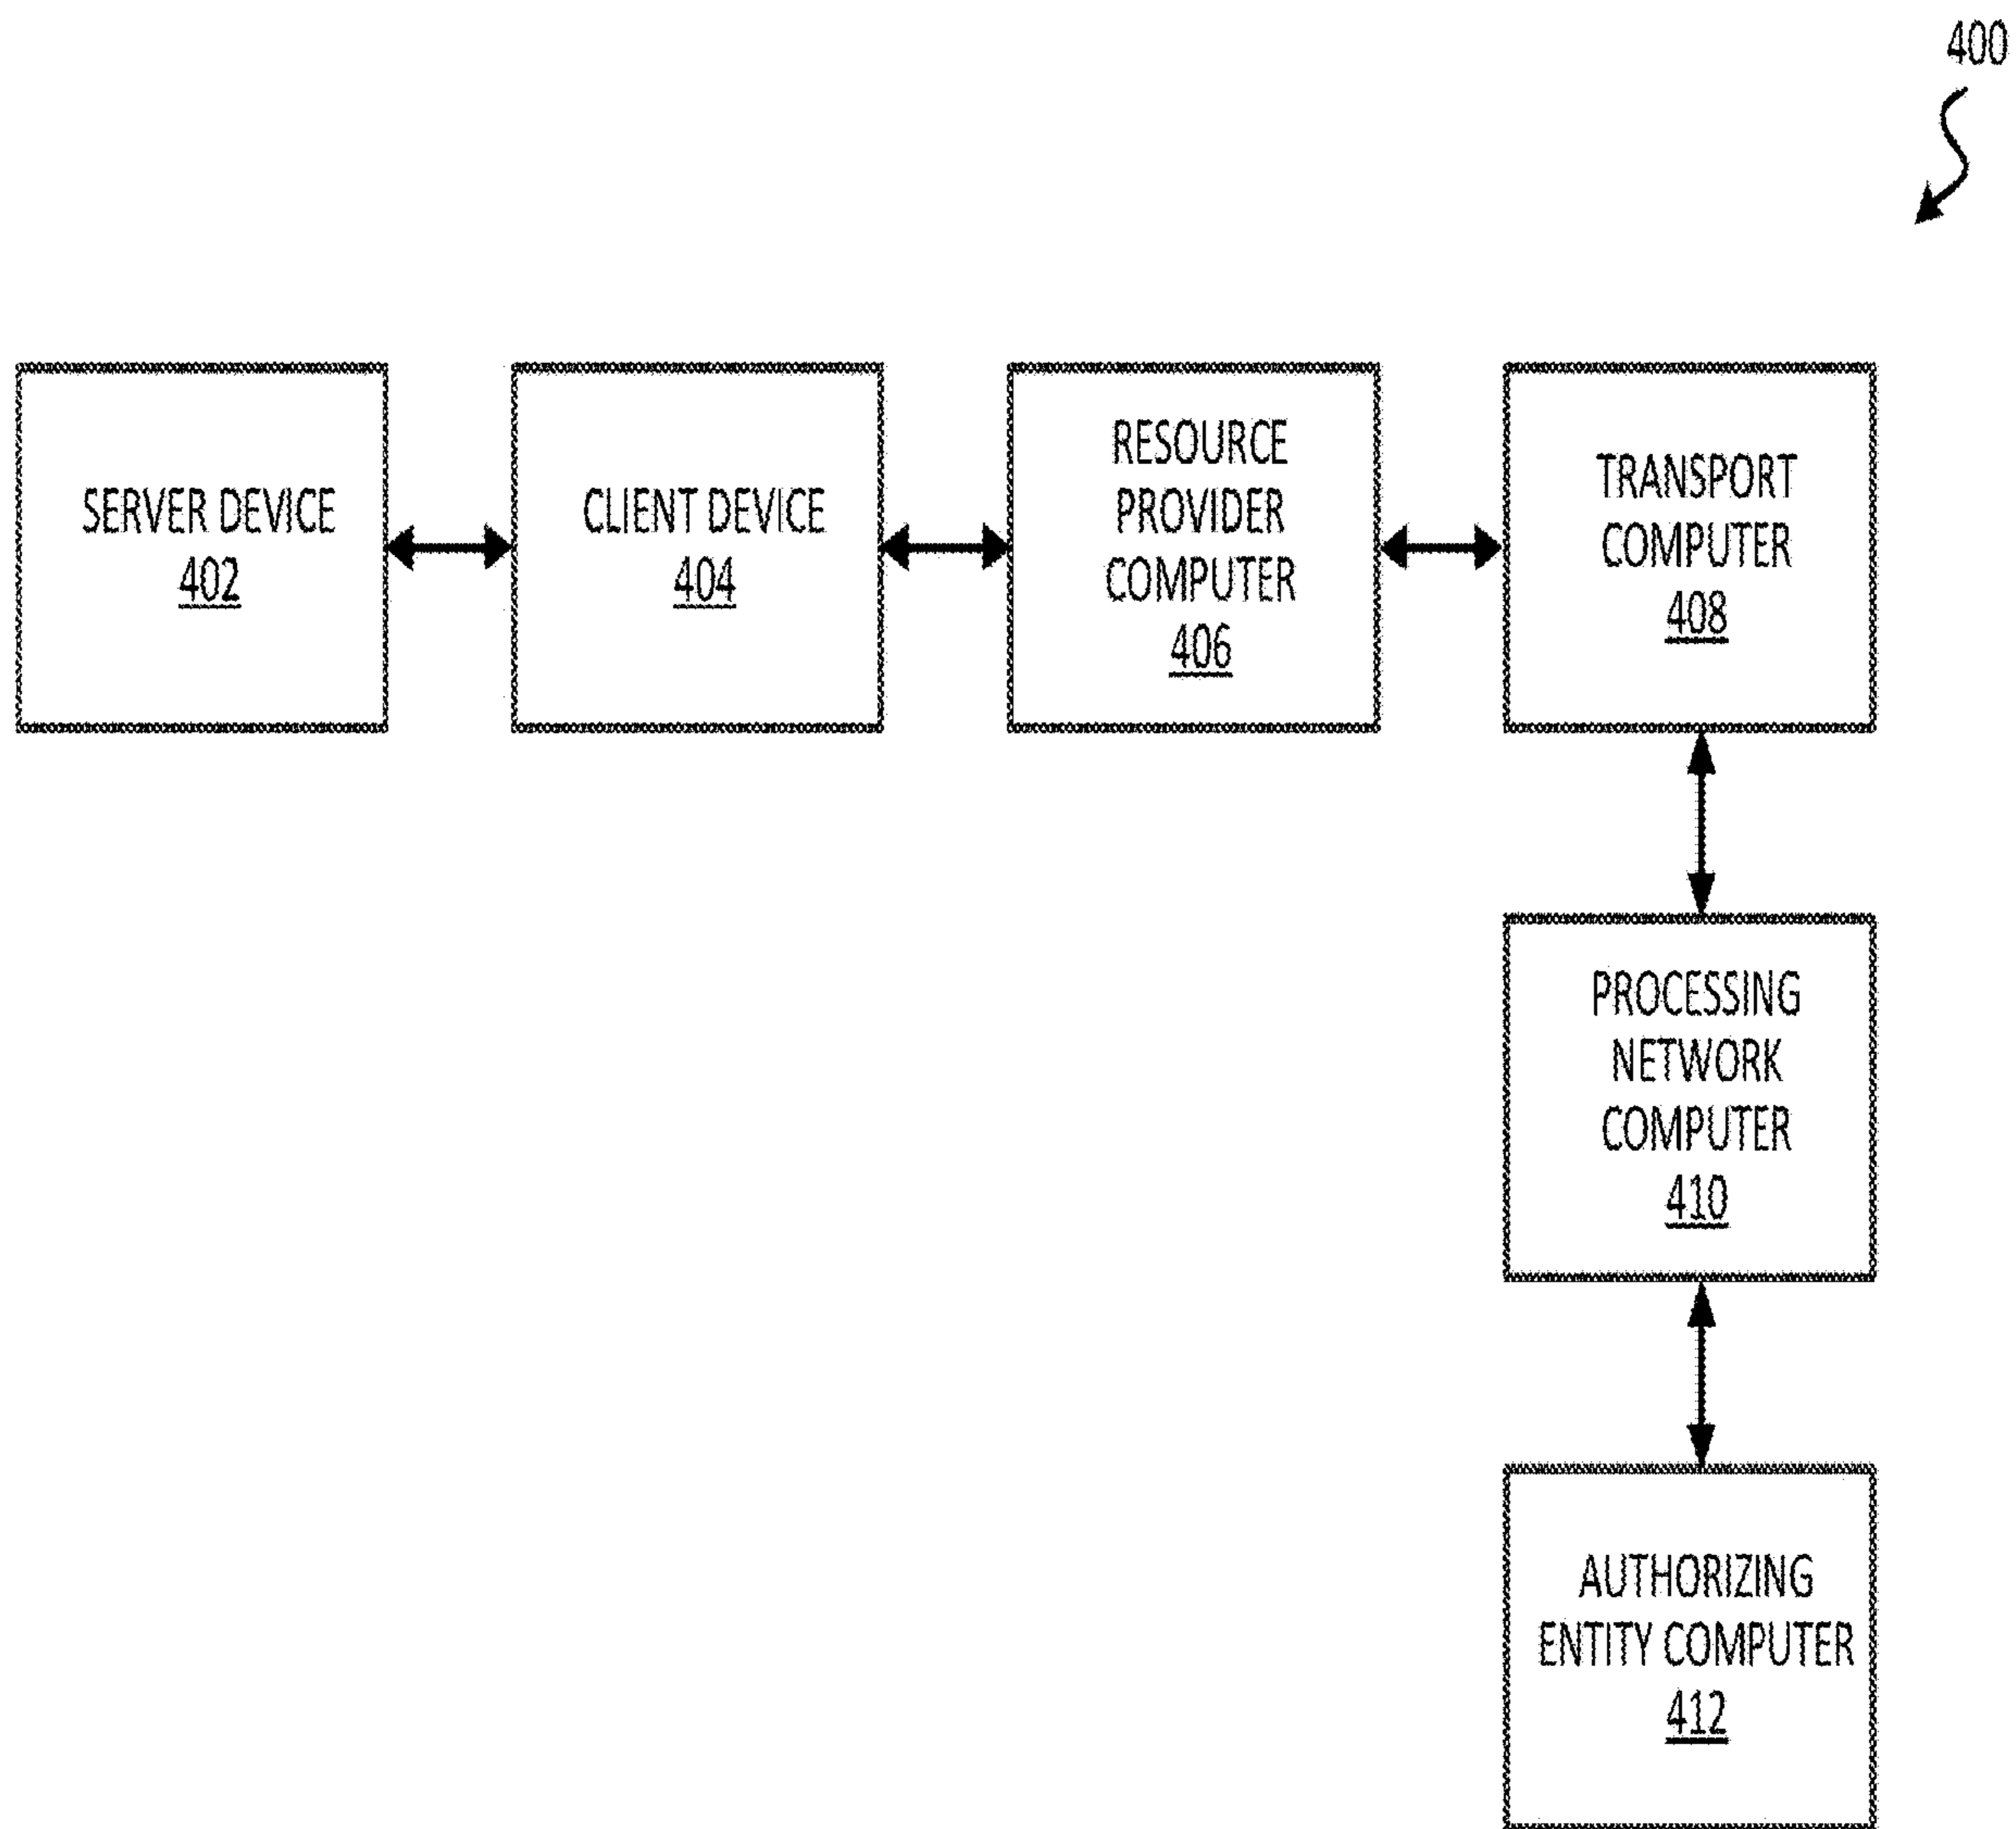 400
SERVER DEVICE
402
CLIENT DEVICE
404
RESOURCE
PROVIDER
COMPUTER
406
TRANSPORT
COMPUTER
408
PROCESSING
NETWORK
COMPUTER
410
AUTHORIZING
ENTITY COMPUTER
412